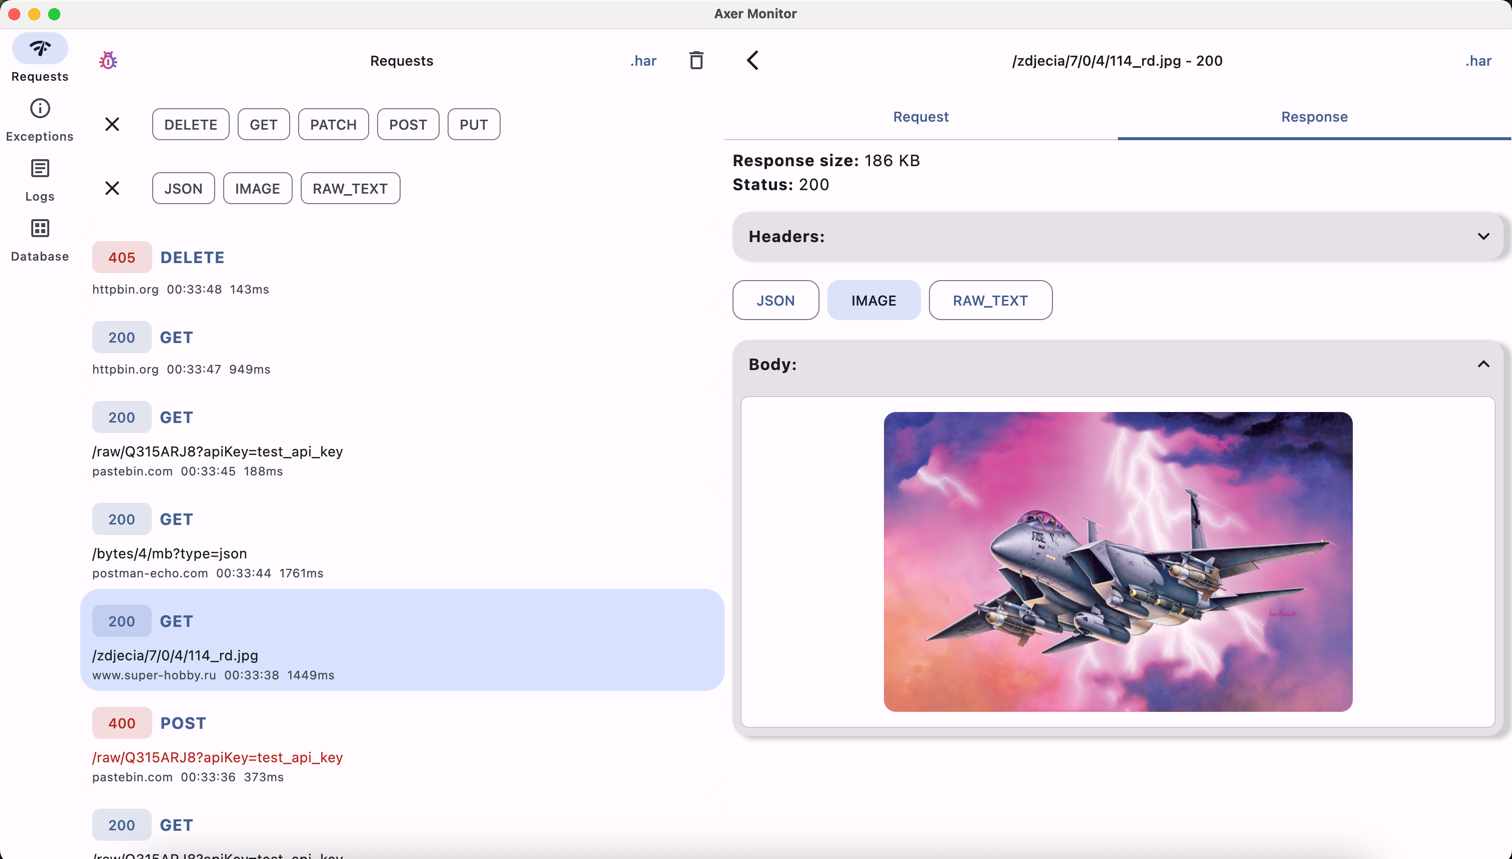 Axer Monitor
Requests
Exceptions
Logs
Database
Requests
.har
DELETE GET PATCH POST PUT
JSON IMAGE RAW_TEXT
405 DELETE
httpbin.org 00:33:48 143ms
200 GET
httpbin.org 00:33:47 949ms
200 GET
/raw/Q315ARJ8?apiKey=test_api_key
pastebin.com 00:33:45 188ms
200 GET
/bytes/4/mb?type=json
postman-echo.com 00:33:44 1761ms
200 GET
/zdjecia/7/0/4/114_rd.jpg
www.super-hobby.ru 00:33:38 1449ms
400 POST
/raw/Q315ARJ8?apiKey=test_api_key
pastebin.com 00:33:36 373ms
200 GET
/raw/Q315ARJ8?apiKey=test_api_key
/zdjecia/7/0/4/114_rd.jpg - 200
.har
Request Response
Response size: 186 KB
Status: 200
Headers:
JSON IMAGE RAW_TEXT
Body: